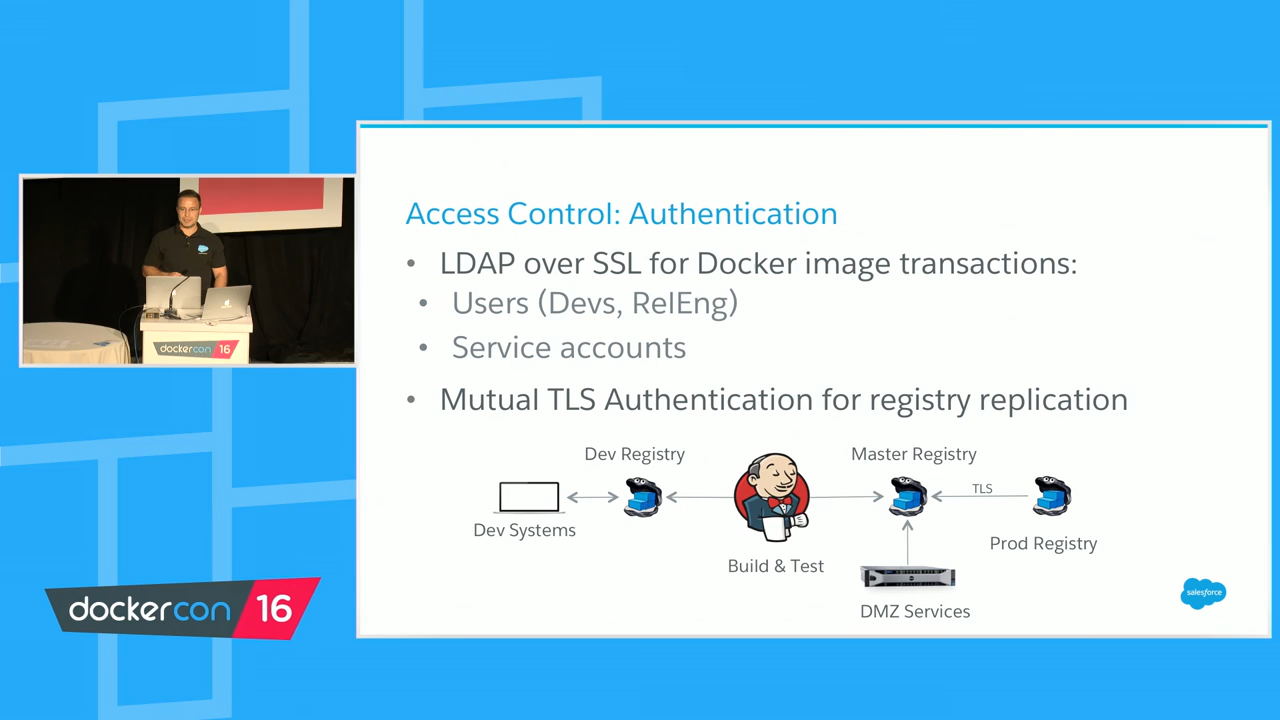 Access Control: Authentication
• LDAP over SSL for Docker image transactions:
• Users (Devs, RelEng)
• Service accounts
• Mutual TLS Authentication for registry replication
Dev Registry
Master Registry
TLS
Dev Systems
Prod Registry
Build & Test
DMZ Services
salesforce
dockercon 16
dockercon 16